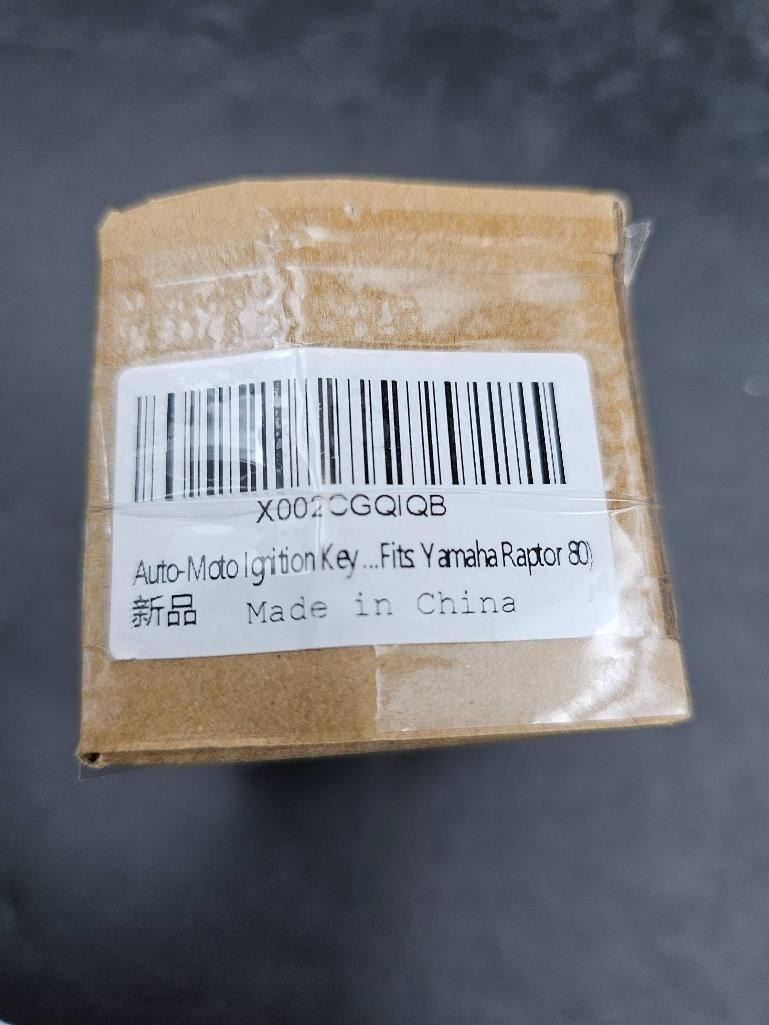 X002CGQIQB
Auto-Moto Ignition Key ...Fits: Yamaha Raptor 80)
新品 Made in China